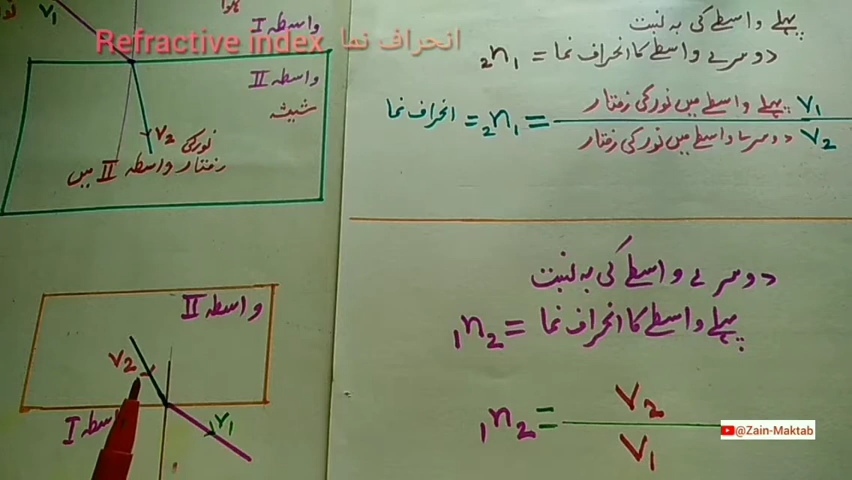 ہوا
V₁
واسطہ I
Refractive index انحراف نما
واسطہ II
شیشہ
V₂ نور کی
رفتار واسطہ II میں
پہلے واسطے کی بہ نسبت
دوسرے واسطے کا انحراف نما = ₂n₁
انحراف نما = ₂n₁ = پہلے واسطے میں نور کی رفتار V₁
دوسرے واسطے میں نور کی رفتار V₂
واسطہ II
V₂
واسطہ I
V₁
دوسرے واسطے کی بہ نسبت
پہلے واسطے کا انحراف نما = ₁n₂
₁n₂ = V₂
V₁
@Zain-Maktab